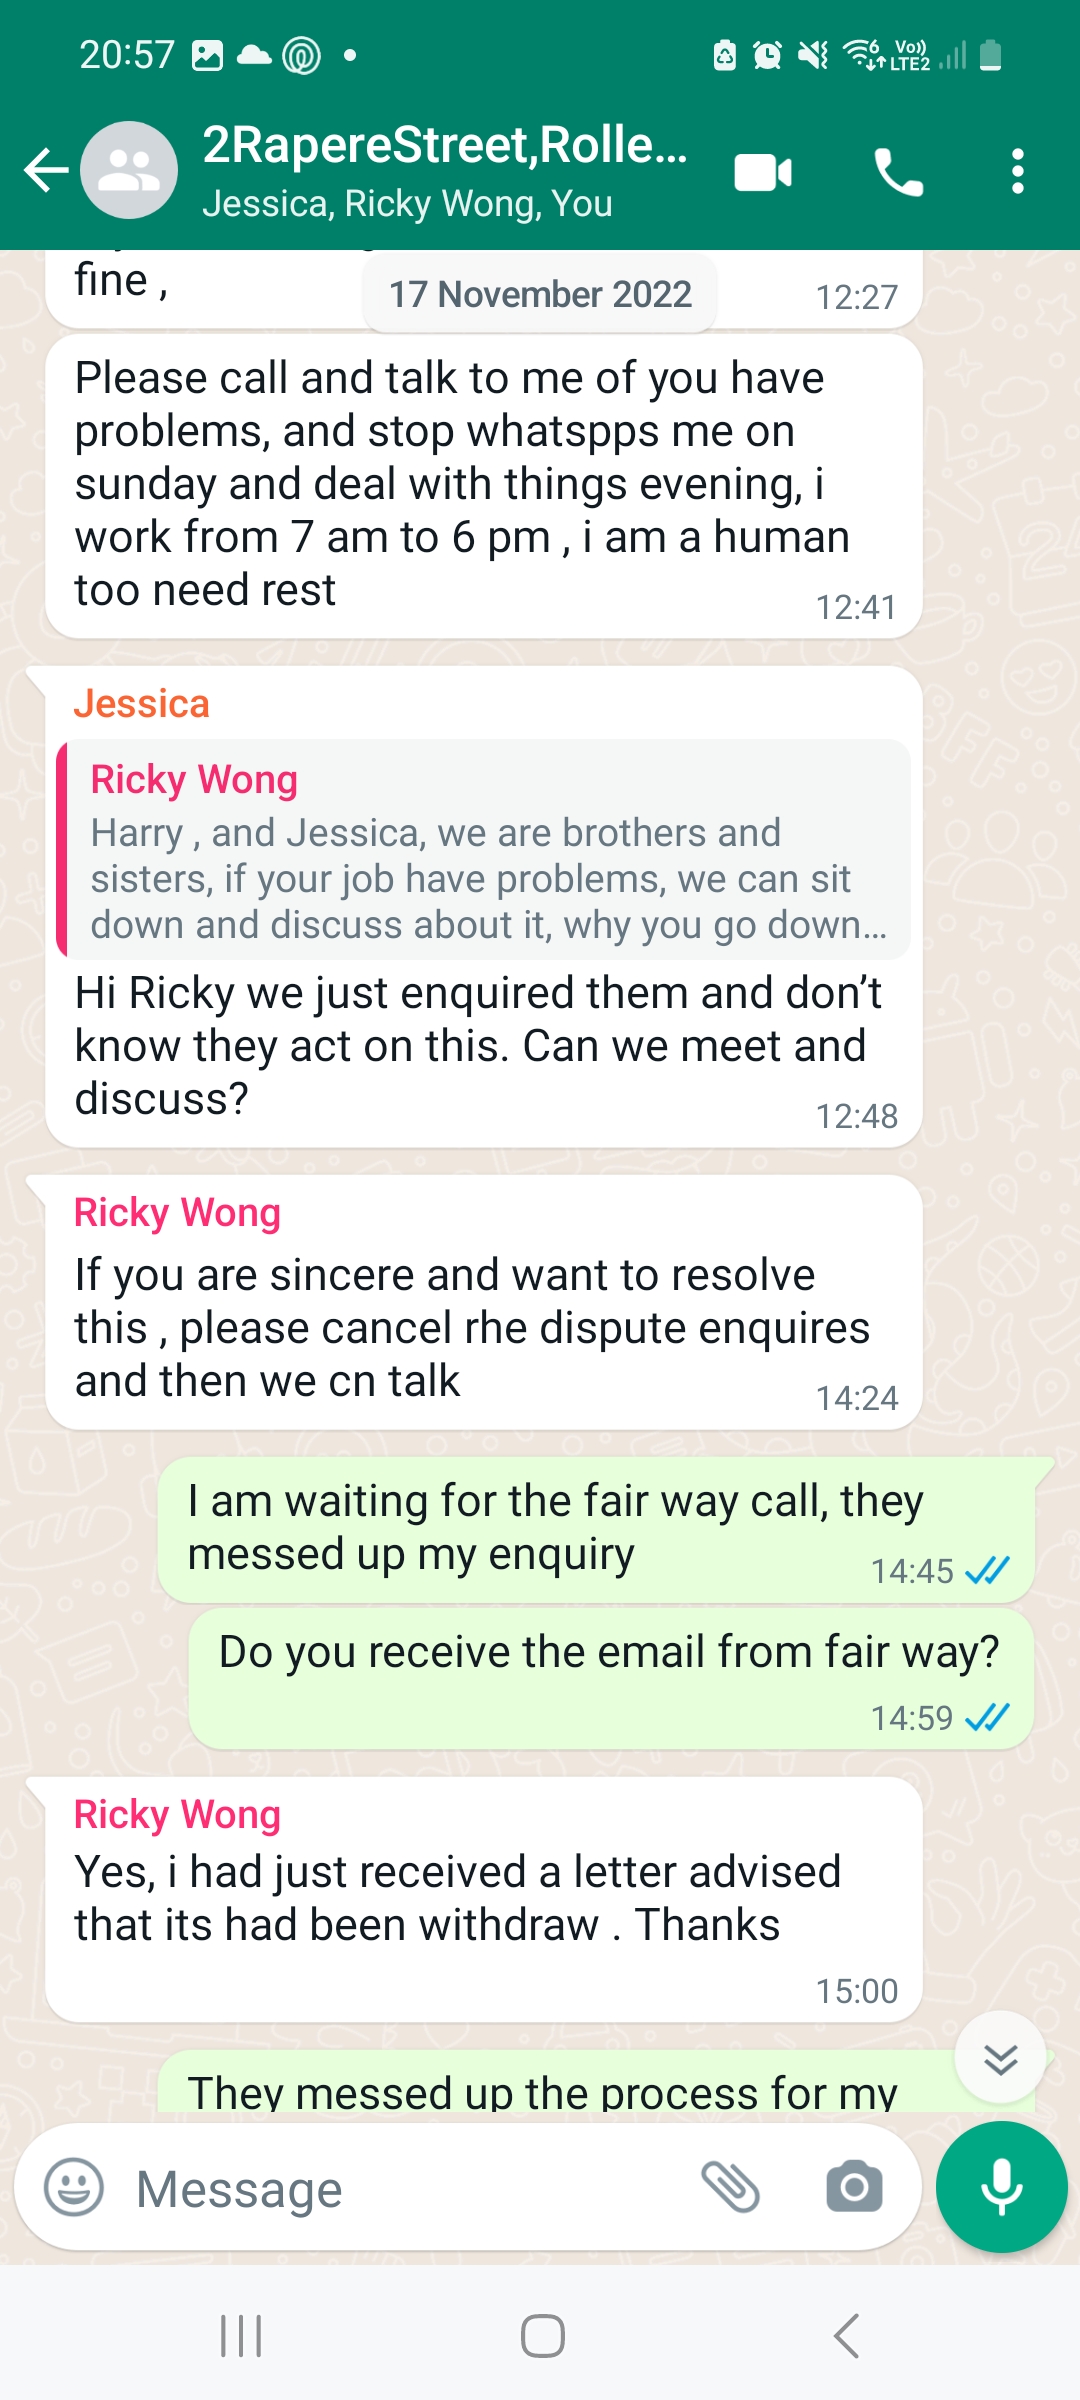 20:57
Vo))
6
LTE2
2RapereStreet,Rolle...
Jessica, Ricky Wong, You
fine ,
12:27
17 November 2022
Please call and talk to me of you have
problems, and stop whatspps me on
sunday and deal with things evening, i
work from 7 am to 6 pm , i am a human
too need rest
12:41
Jessica
Ricky Wong
Harry , and Jessica, we are brothers and
sisters, if your job have problems, we can sit
down and discuss about it, why you go down...
Hi Ricky we just enquired them and don’t
know they act on this. Can we meet and
discuss?
12:48
Ricky Wong
If you are sincere and want to resolve
this , please cancel rhe dispute enquires
and then we cn talk
14:24
I am waiting for the fair way call, they
messed up my enquiry
14:45
Do you receive the email from fair way?
14:59
Ricky Wong
Yes, i had just received a letter advised
that its had been withdraw . Thanks
15:00
They messed up the process for my
Message